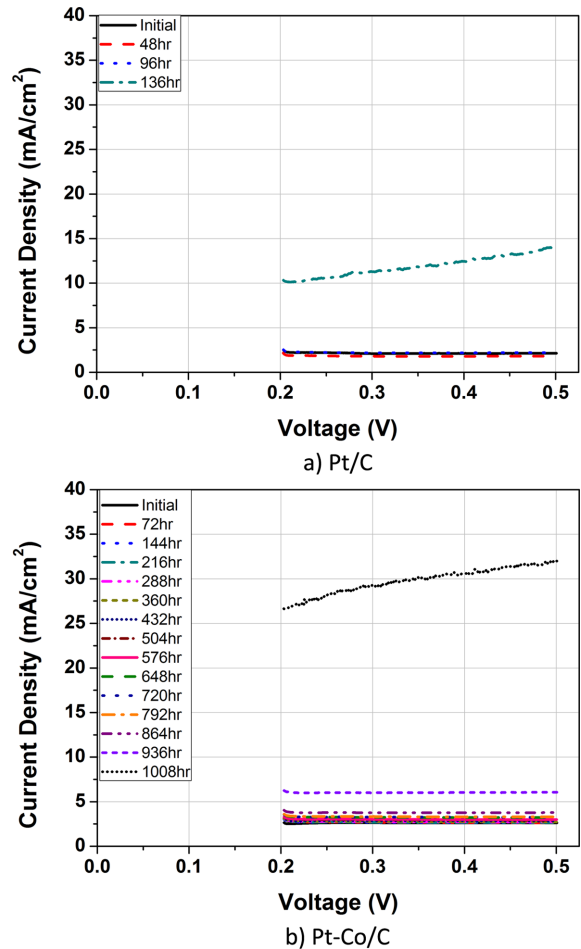 40
35
30
25
20
15
10
5
0
Current Density (mA/cm²)
Initial
48hr
96hr
136hr
0.0 0.1 0.2 0.3 0.4 0.5
Voltage (V)
a) Pt/C
40
35
30
25
20
15
10
5
0
Current Density (mA/cm²)
Initial
72hr
144hr
216hr
288hr
360hr
432hr
504hr
576hr
648hr
720hr
792hr
864hr
936hr
1008hr
0.0 0.1 0.2 0.3 0.4 0.5
Voltage (V)
b) Pt-Co/C